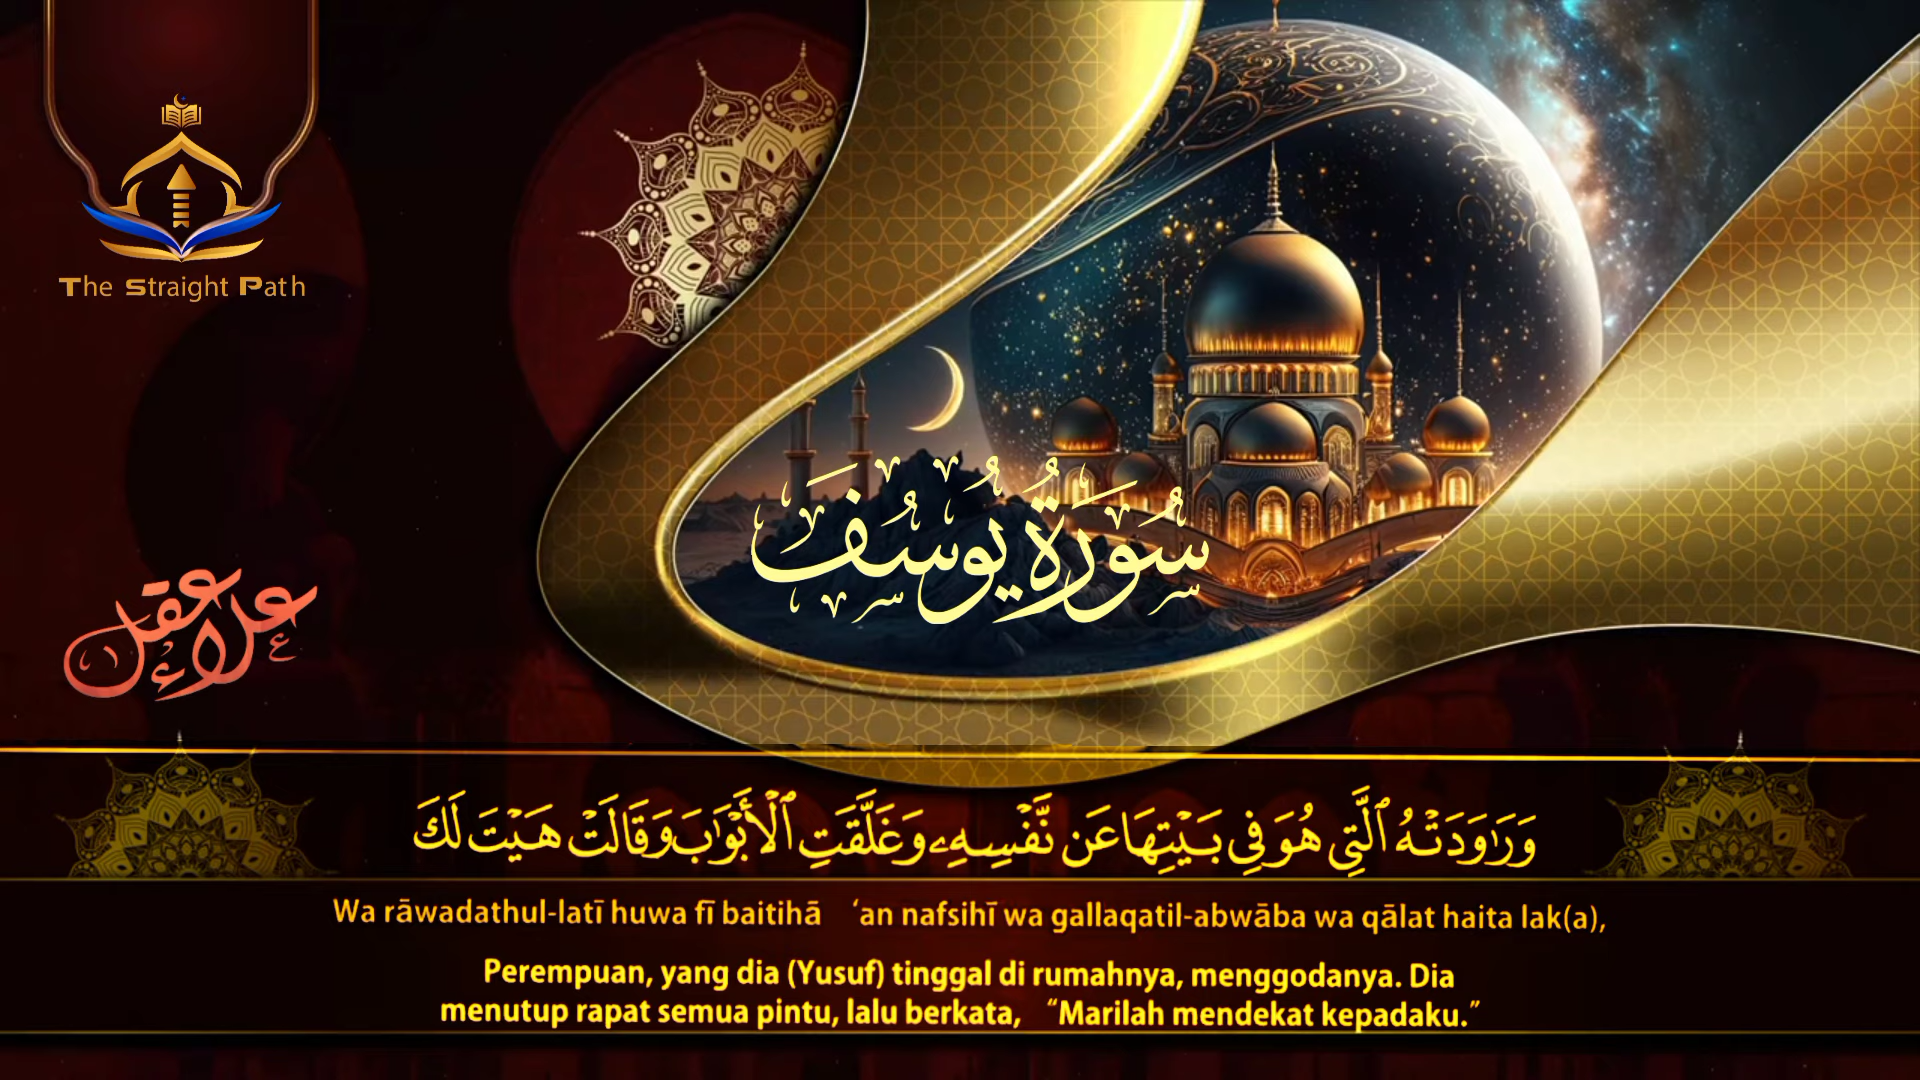 The Straight Path
سُورَةُ يُوسُفَ
علاء عقل
وَرَٰوَدَتْهُ ٱلَّتِى هُوَ فِى بَيْتِهَا عَن نَّفْسِهِۦ وَغَلَّقَتِ ٱلْأَبْوَٰبَ وَقَالَتْ هَيْتَ لَكَ
Wa rāwadathul-latī huwa fī baitihā ‘an nafsihī wa gallaqatil-abwāba wa qālat haita lak(a),
Perempuan, yang dia (Yusuf) tinggal di rumahnya, menggodanya. Dia
menutup rapat semua pintu, lalu berkata, “Marilah mendekat kepadaku.”